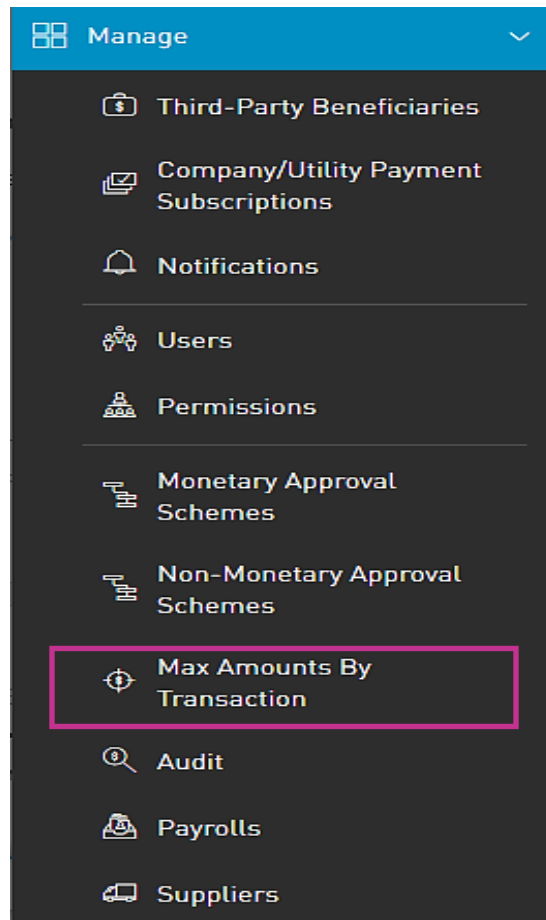 Manage
Third-Party Beneficiaries
Company/Utility Payment
Subscriptions
Notifications
Users
Permissions
Monetary Approval
Schemes
Non-Monetary Approval
Schemes
Max Amounts By
Transaction
Audit
Payrolls
Suppliers